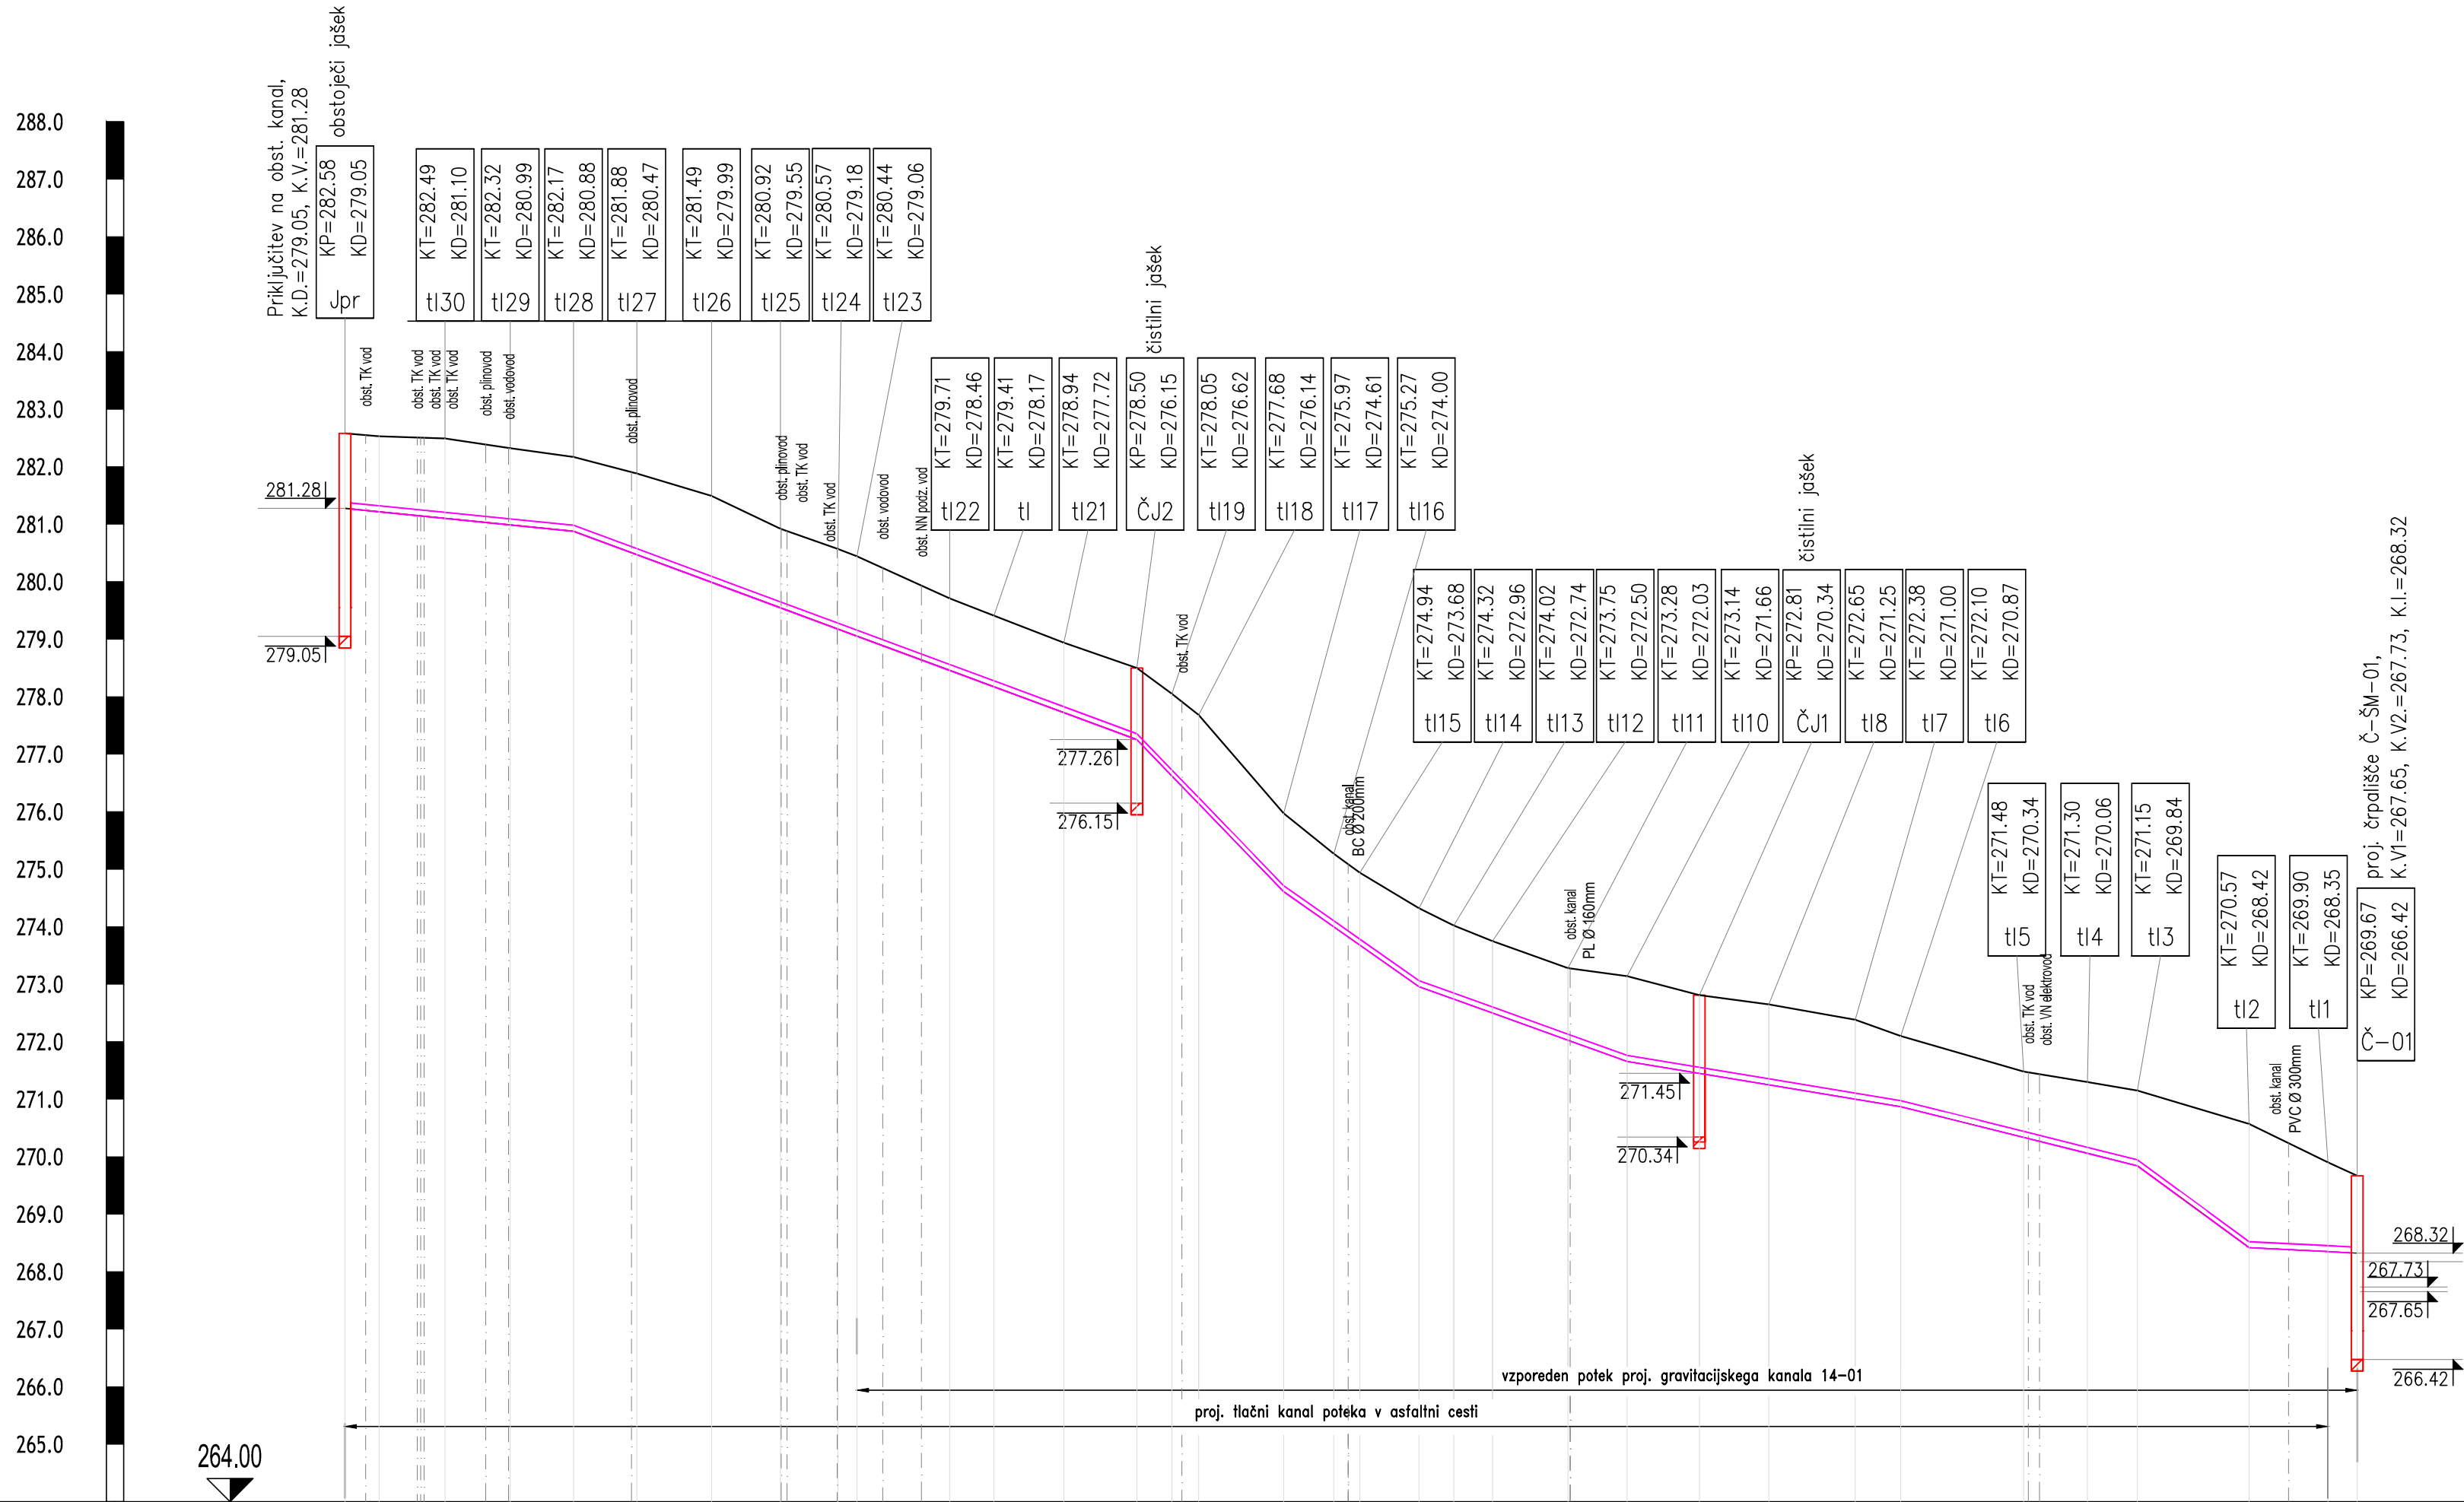 288.0
287.0
286.0
285.0
284.0
283.0
282.0
281.0
280.0
279.0
278.0
277.0
276.0
275.0
274.0
273.0
272.0
271.0
270.0
269.0
268.0
267.0
266.0
265.0
264.00
Priključitev na obst. kanal,
K.D.=279.05, K.V.=281.28
obstoječi jašek
KP=282.58
KD=279.05
Jpr
KT=282.49
KD=281.10
tl30
KT=282.32
KD=280.99
tl29
KT=282.17
KD=280.88
tl28
KT=281.88
KD=280.47
tl27
KT=281.49
KD=279.99
tl26
KT=280.92
KD=279.55
tl25
KT=280.57
KD=279.18
tl24
KT=280.44
KD=279.06
tl23
obst. TK vod
obst. TK vod
obst. TK vod
obst. TK vod
obst. plinovod
obst. vodovod
obst. plinovod
obst. plinovod
obst. TK vod
obst. TK vod
obst. vodovod
obst. NN podz. vod
281.28
279.05
KT=279.71
KD=278.46
tl22
KT=279.41
KD=278.17
tl
KT=278.94
KD=277.72
tl21
čistilni jašek
KP=278.50
KD=276.15
ČJ2
KT=278.05
KD=276.62
tl19
KT=277.68
KD=276.14
tl18
KT=275.97
KD=274.61
tl17
KT=275.27
KD=274.00
tl16
obst. TK vod
277.26
276.15
obst. kanal
BC Ø 200mm
KT=274.94
KD=273.68
tl15
KT=274.32
KD=272.96
tl14
KT=274.02
KD=272.74
tl13
KT=273.75
KD=272.50
tl12
KT=273.28
KD=272.03
tl11
KT=273.14
KD=271.66
tl10
čistilni jašek
KP=272.81
KD=270.34
ČJ1
KT=272.65
KD=271.25
tl8
KT=272.38
KD=271.00
tl7
KT=272.10
KD=270.87
tl6
obst. kanal
PL Ø 160mm
271.45
270.34
KT=271.48
KD=270.34
tl5
KT=271.30
KD=270.06
tl4
KT=271.15
KD=269.84
tl3
obst. TK vod
obst. VN elektrovod
KT=270.57
KD=268.42
tl2
KT=269.90
KD=268.35
tl1
obst. kanal
PVC Ø 300mm
proj. črpališče Č-ŠM-01,
K.V1=267.65, K.V2.=267.73, K.I.=268.32
KP=269.67
KD=266.42
Č-01
268.32
267.73
267.65
266.42
vzporeden potek proj. gravitacijskega kanala 14-01
proj. tlačni kanal poteka v asfaltni cesti